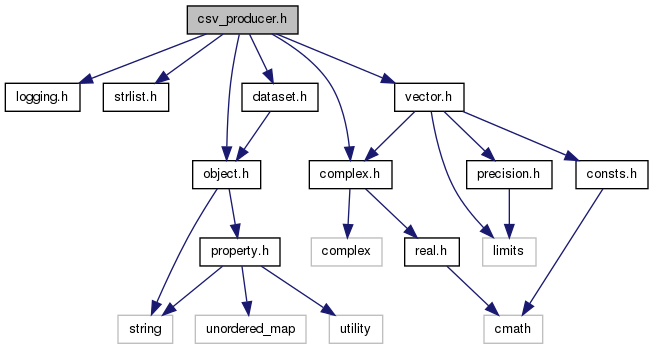 csv_producer.h
logging.h
strlist.h
dataset.h
vector.h
object.h
complex.h
precision.h
consts.h
property.h
complex
real.h
limits
string
unordered_map
utility
cmath